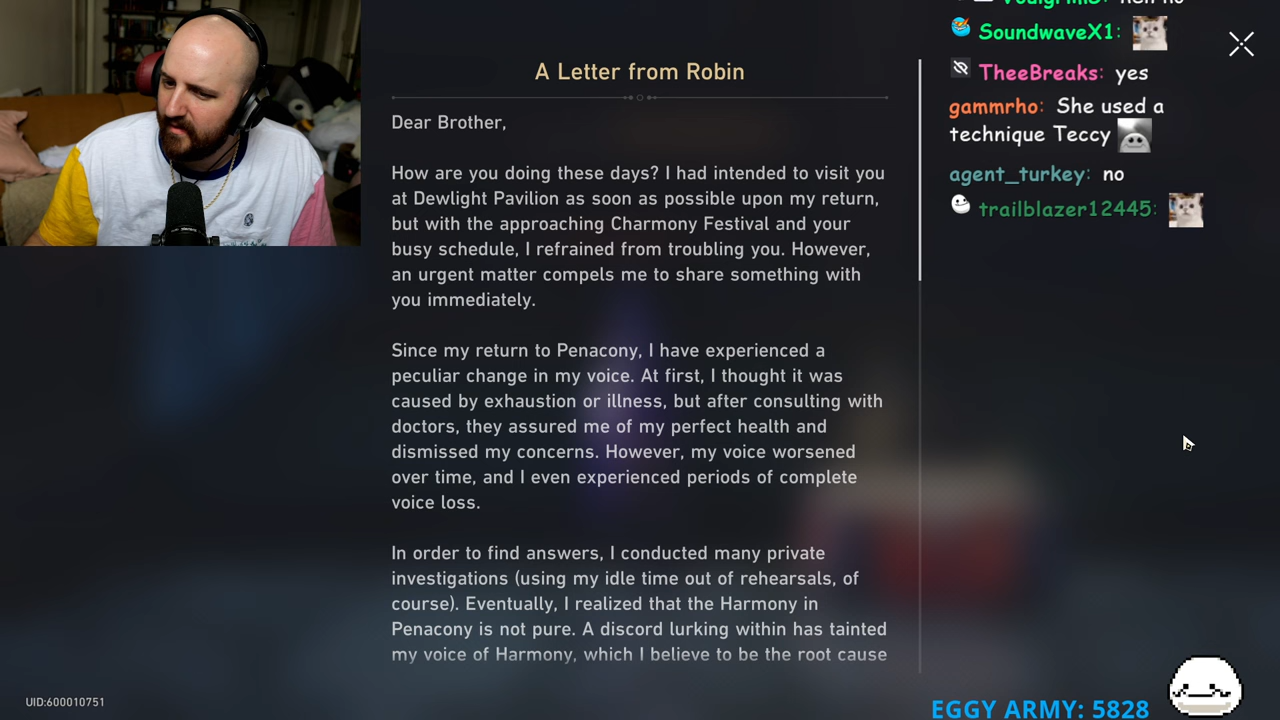 A Letter from Robin
Dear Brother,
How are you doing these days? I had intended to visit you
at Dewlight Pavilion as soon as possible upon my return,
but with the approaching Charmony Festival and your
busy schedule, I refrained from troubling you. However,
an urgent matter compels me to share something with
you immediately.
Since my return to Penacony, I have experienced a
peculiar change in my voice. At first, I thought it was
caused by exhaustion or illness, but after consulting with
doctors, they assured me of my perfect health and
dismissed my concerns. However, my voice worsened
over time, and I even experienced periods of complete
voice loss.
In order to find answers, I conducted many private
investigations (using my idle time out of rehearsals, of
course). Eventually, I realized that the Harmony in
Penacony is not pure. A discord lurking within has tainted
my voice of Harmony, which I believe to be the root cause
SoundwaveX1:
TheeBreaks: yes
gammrho: She used a
technique Teccy
agent_turkey: no
trailblazer12445:
UID:600010751
EGGY ARMY: 5828